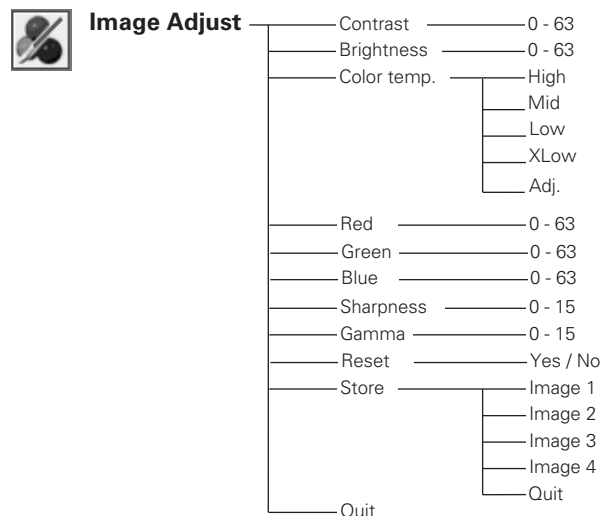 Image Adjust Contrast 0 - 63
Brightness 0 - 63
Color temp. High
Mid
Low
XLow
Adj.
Red 0 - 63
Green 0 - 63
Blue 0 - 63
Sharpness 0 - 15
Gamma 0 - 15
Reset Yes / No
Store Image 1
Image 2
Image 3
Image 4
Quit
Quit